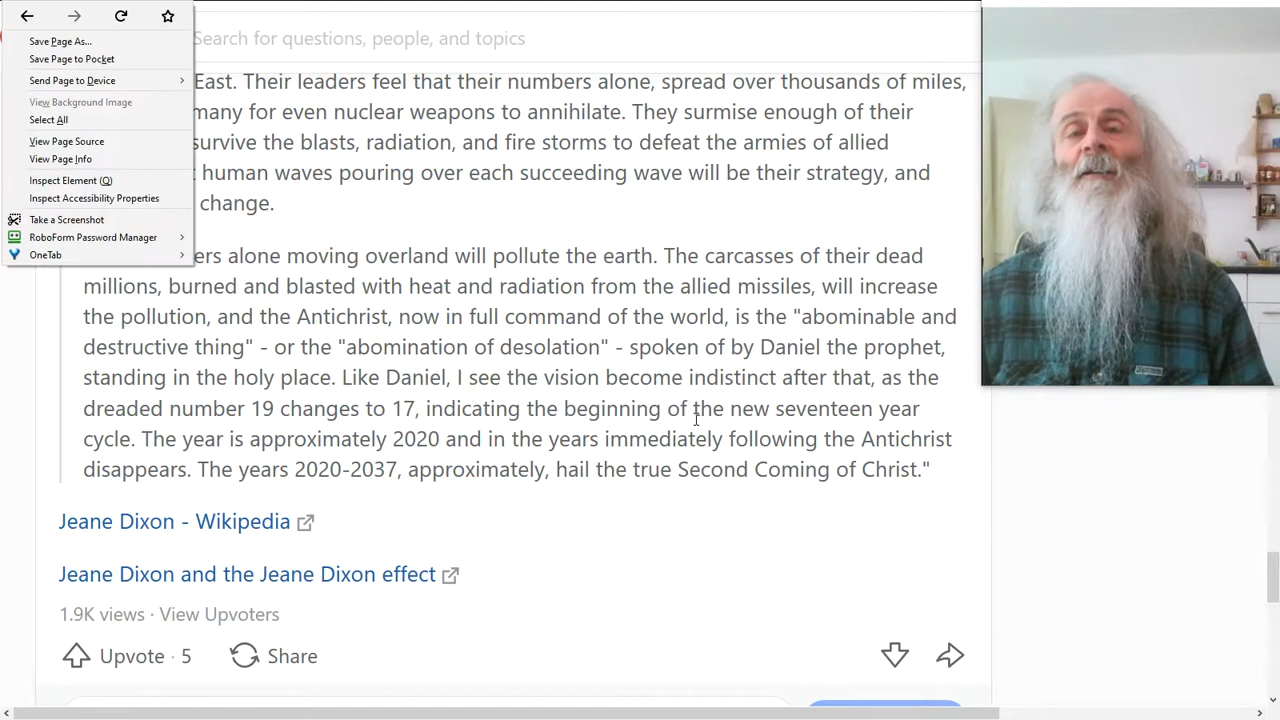 Save Page As...
Save Page to Pocket
Send Page to Device
View Background Image
Select All
View Page Source
View Page Info
Inspect Element (Q)
Inspect Accessibility Properties
Take a Screenshot
RoboForm Password Manager
OneTab
Search for questions, people, and topics
East. Their leaders feel that their numbers alone, spread over thousands of miles,
many for even nuclear weapons to annihilate. They surmise enough of their
survive the blasts, radiation, and fire storms to defeat the armies of allied
human waves pouring over each succeeding wave will be their strategy, and
change.
ers alone moving overland will pollute the earth. The carcasses of their dead
millions, burned and blasted with heat and radiation from the allied missiles, will increase
the pollution, and the Antichrist, now in full command of the world, is the "abominable and
destructive thing" - or the "abomination of desolation" - spoken of by Daniel the prophet,
standing in the holy place. Like Daniel, I see the vision become indistinct after that, as the
dreaded number 19 changes to 17, indicating the beginning of the new seventeen year
cycle. The year is approximately 2020 and in the years immediately following the Antichrist
disappears. The years 2020-2037, approximately, hail the true Second Coming of Christ."
Jeane Dixon - Wikipedia
Jeane Dixon and the Jeane Dixon effect
1.9K views · View Upvoters
Upvote · 5 Share